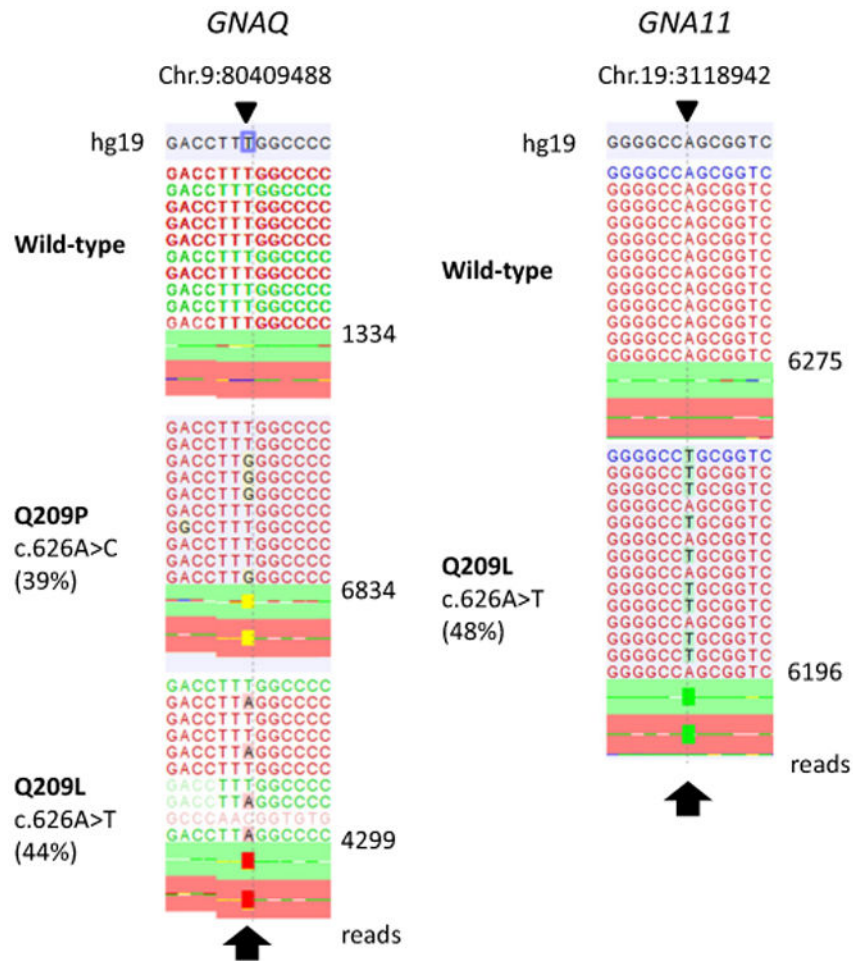 GNAQ
Chr.9:80409488
hg19
GACCTTTGGCCCC
Wild-type
GACCTTTGGCCCC
GACCTTTGGCCCC
GACCTTTGGCCCC
GACCTTTGGCCCC
GACCTTTGGCCCC
GACCTTTGGCCCC
GACCTTTGGCCCC
GACCTTTGGCCCC
GACCTTTGGCCCC
GACCTTTGGCCCC
1334
Q209P
c.626A>C
(39%)
GACCTTTGGCCCC
GACCTTTGGCCCC
GACCTTGGGCCCC
GACCTTGGGCCCC
GACCTTGGGCCCC
GACCTTTGGCCCC
GGCCTTTGGCCCC
GACCTTTGGCCCC
GACCTTTGGCCCC
GACCTTGGGCCCC
6834
Q209L
c.626A>T
(44%)
GACCTTTGGCCCC
GACCTTAGGCCCC
GACCTTTGGCCCC
GACCTTTGGCCCC
GACCTTAGGCCCC
GACCTTTGGCCCC
GACCTTTGGCCCC
GACCTTAGGCCCC
GCCCAACGGTGTG
GACCTTAGGCCCC
4299
reads
GNA11
Chr.19:3118942
hg19
GGGGCCAGCGGTC
Wild-type
GGGGCCAGCGGTC
GGGGCCAGCGGTC
GGGGCCAGCGGTC
GGGGCCAGCGGTC
GGGGCCAGCGGTC
GGGGCCAGCGGTC
GGGGCCAGCGGTC
GGGGCCAGCGGTC
GGGGCCAGCGGTC
GGGGCCAGCGGTC
GGGGCCAGCGGTC
GGGGCCAGCGGTC
6275
Q209L
c.626A>T
(48%)
GGGGCCTGCGGTC
GGGGCCTGCGGTC
GGGGCCTGCGGTC
GGGGCCAGCGGTC
GGGGCCTGCGGTC
GGGGCCAGCGGTC
GGGGCCTGCGGTC
GGGGCCAGCGGTC
GGGGCCTGCGGTC
GGGGCCTGCGGTC
GGGGCCAGCGGTC
GGGGCCTGCGGTC
GGGGCCTGCGGTC
GGGGCCAGCGGTC
6196
reads